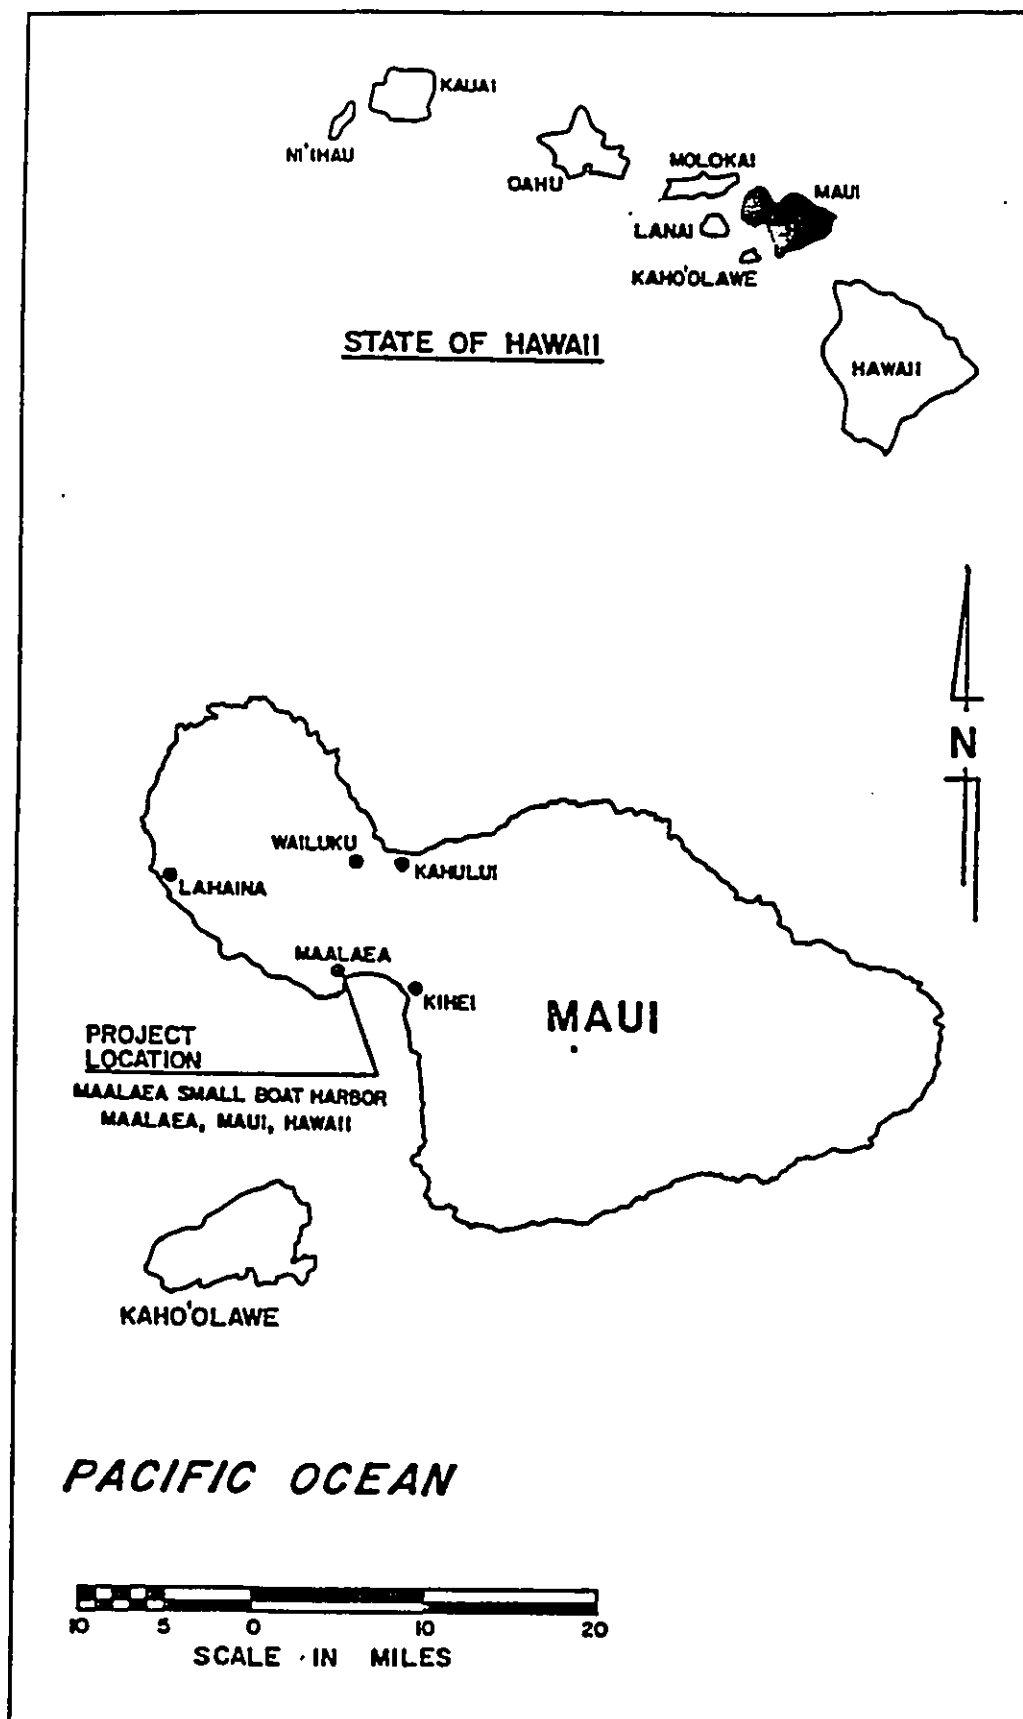 KAUAI
NI'IHAU
OAHU
MOLOKAI
MAUI
LANAI
KAHO'OLAWE
STATE OF HAWAII
HAWAII
N
WAILUKU
KAHULUI
LAHAINA
MAALAEA
KIHEI
MAUI
PROJECT
LOCATION
MAALAEA SMALL BOAT HARBOR
MAALAEA, MAUI, HAWAII
KAHO'OLAWE
PACIFIC OCEAN
10 5 0 10 20
SCALE IN MILES